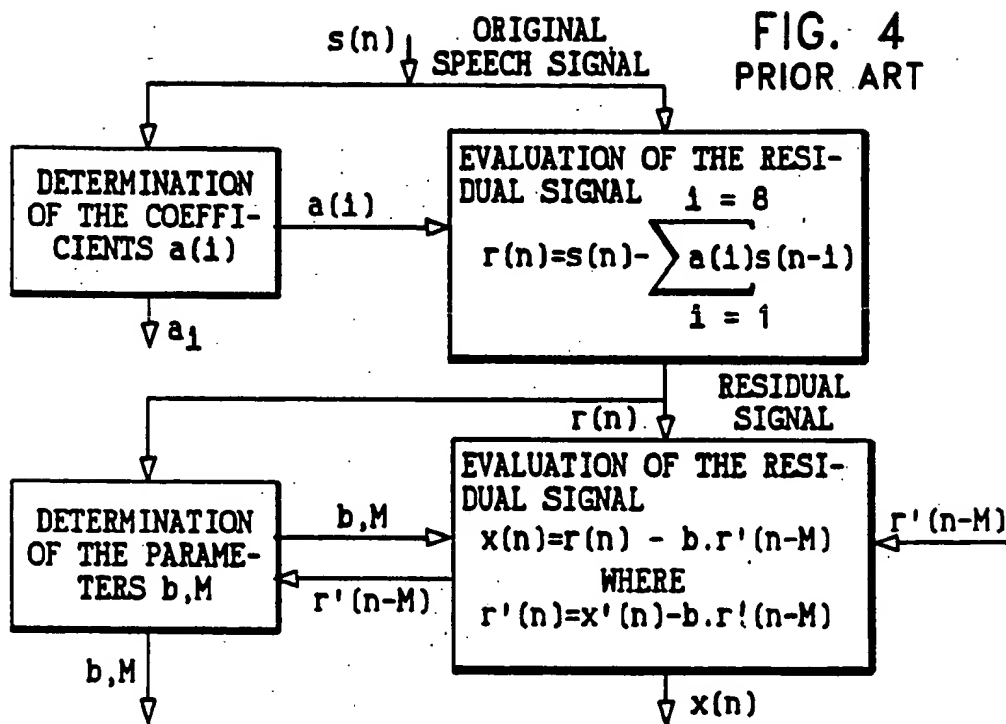 s(n)
ORIGINAL
SPEECH SIGNAL
FIG. 4
PRIOR ART
DETERMINATION
OF THE COEFFI-
CIENTS a(i)
a(i)
EVALUATION OF THE RESI-
DUAL SIGNAL
i = 8
r(n)=s(n)-∑ a(i)s(n-i)
i = 1
ai
RESIDUAL
SIGNAL
r(n)
DETERMINATION
OF THE PARAME-
TERS b,M
b,M
r'(n-M)
EVALUATION OF THE RESI-
DUAL SIGNAL
x(n)=r(n) - b.r'(n-M)
WHERE
r'(n)=x'(n)-b.r'(n-M)
r'(n-M)
b,M
x(n)